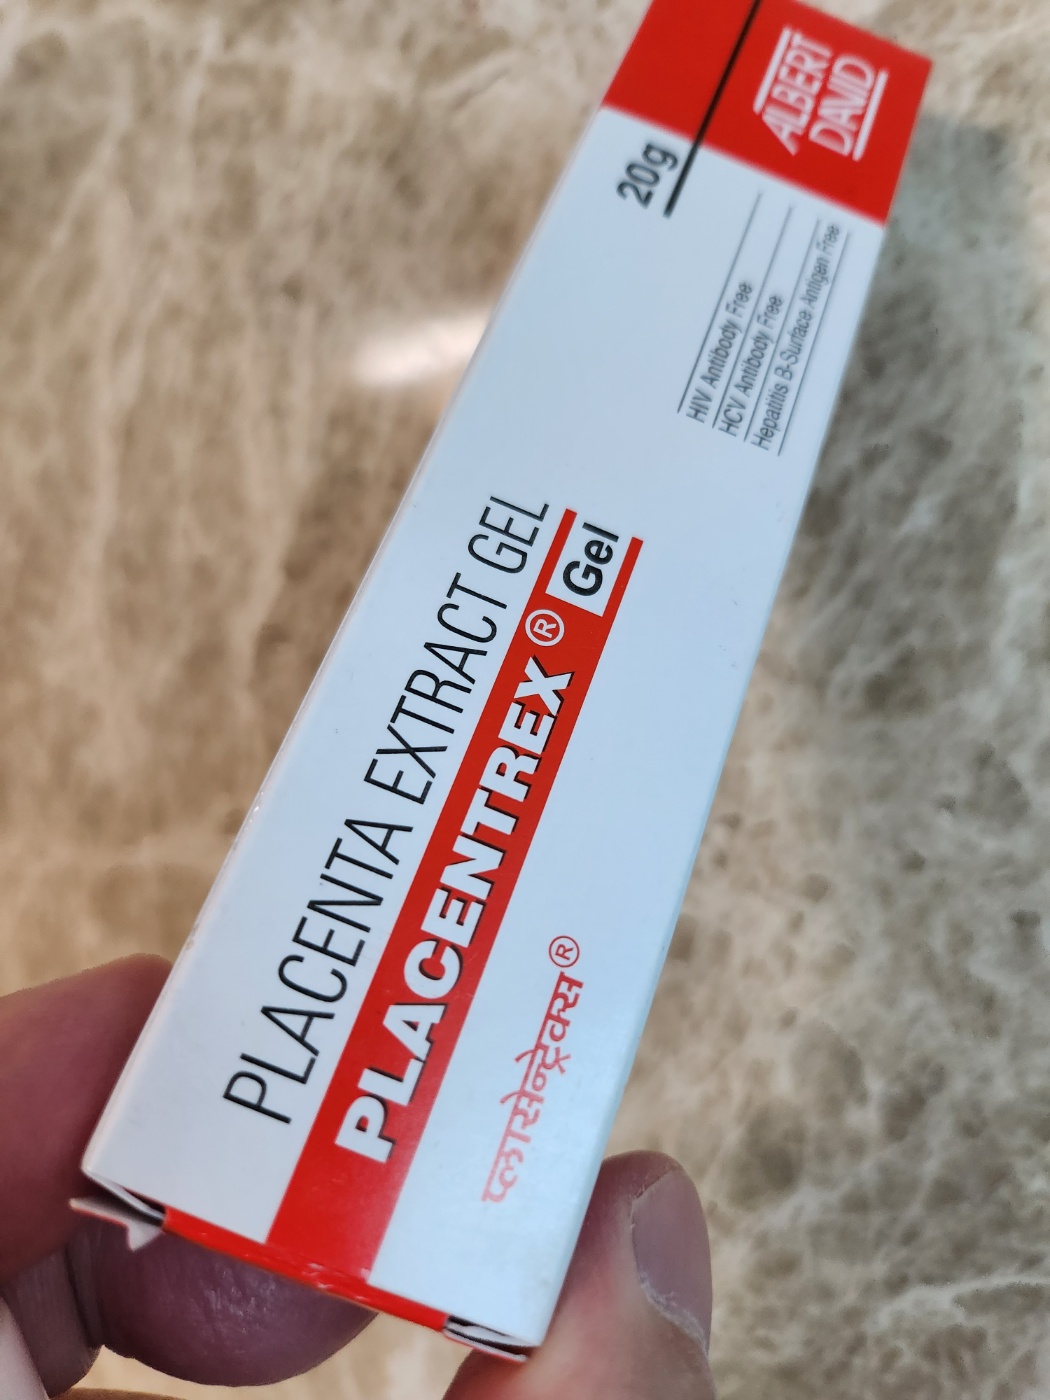 PLACENTA EXTRACT GEL
PLACENTREX® Gel
प्लासेन्ट्रेक्स®
20g
HIV Antibody Free
HCV Antibody Free
Hepatitis B-Surface Antigen Free
ALBERT
DAVID